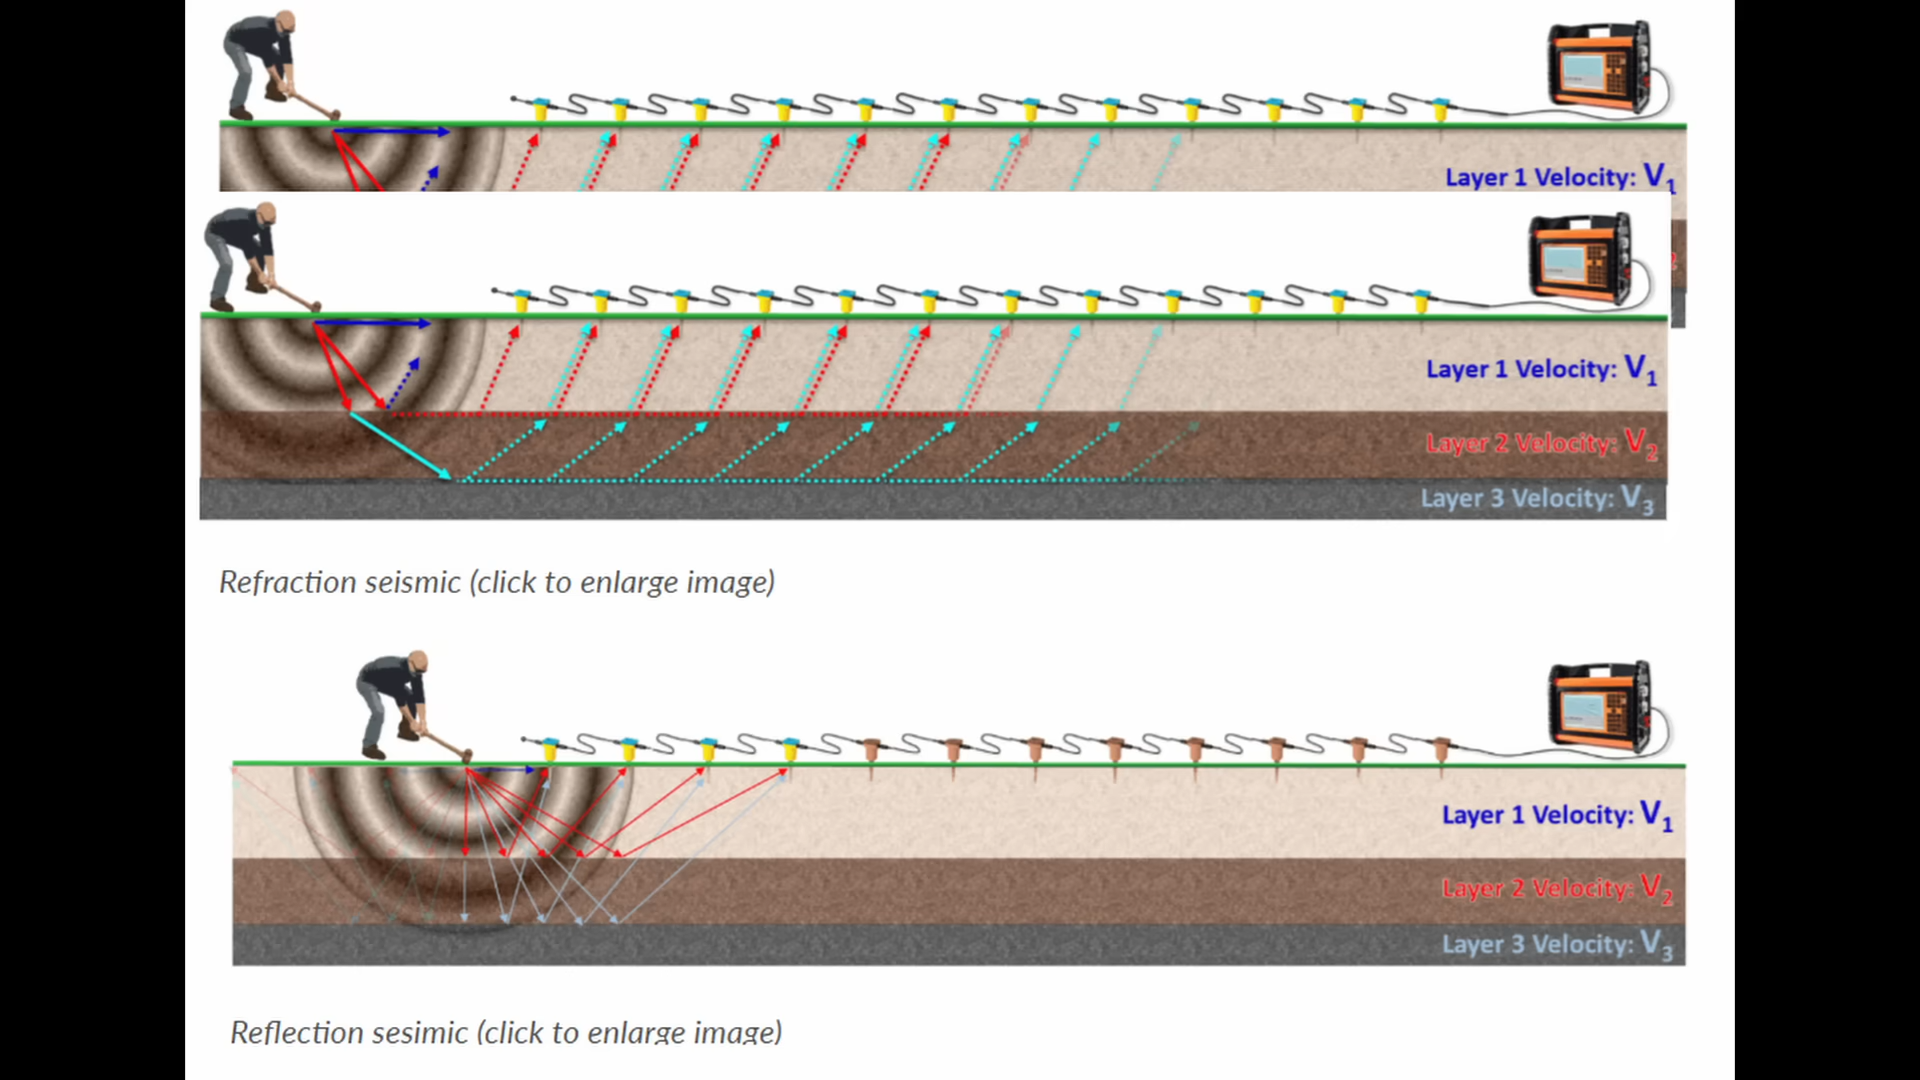 Layer 1 Velocity: V1
Layer 1 Velocity: V1
Layer 2 Velocity: V2
Layer 3 Velocity: V3
Refraction seismic (click to enlarge image)
Layer 1 Velocity: V1
Layer 2 Velocity: V2
Layer 3 Velocity: V3
Reflection sesimic (click to enlarge image)